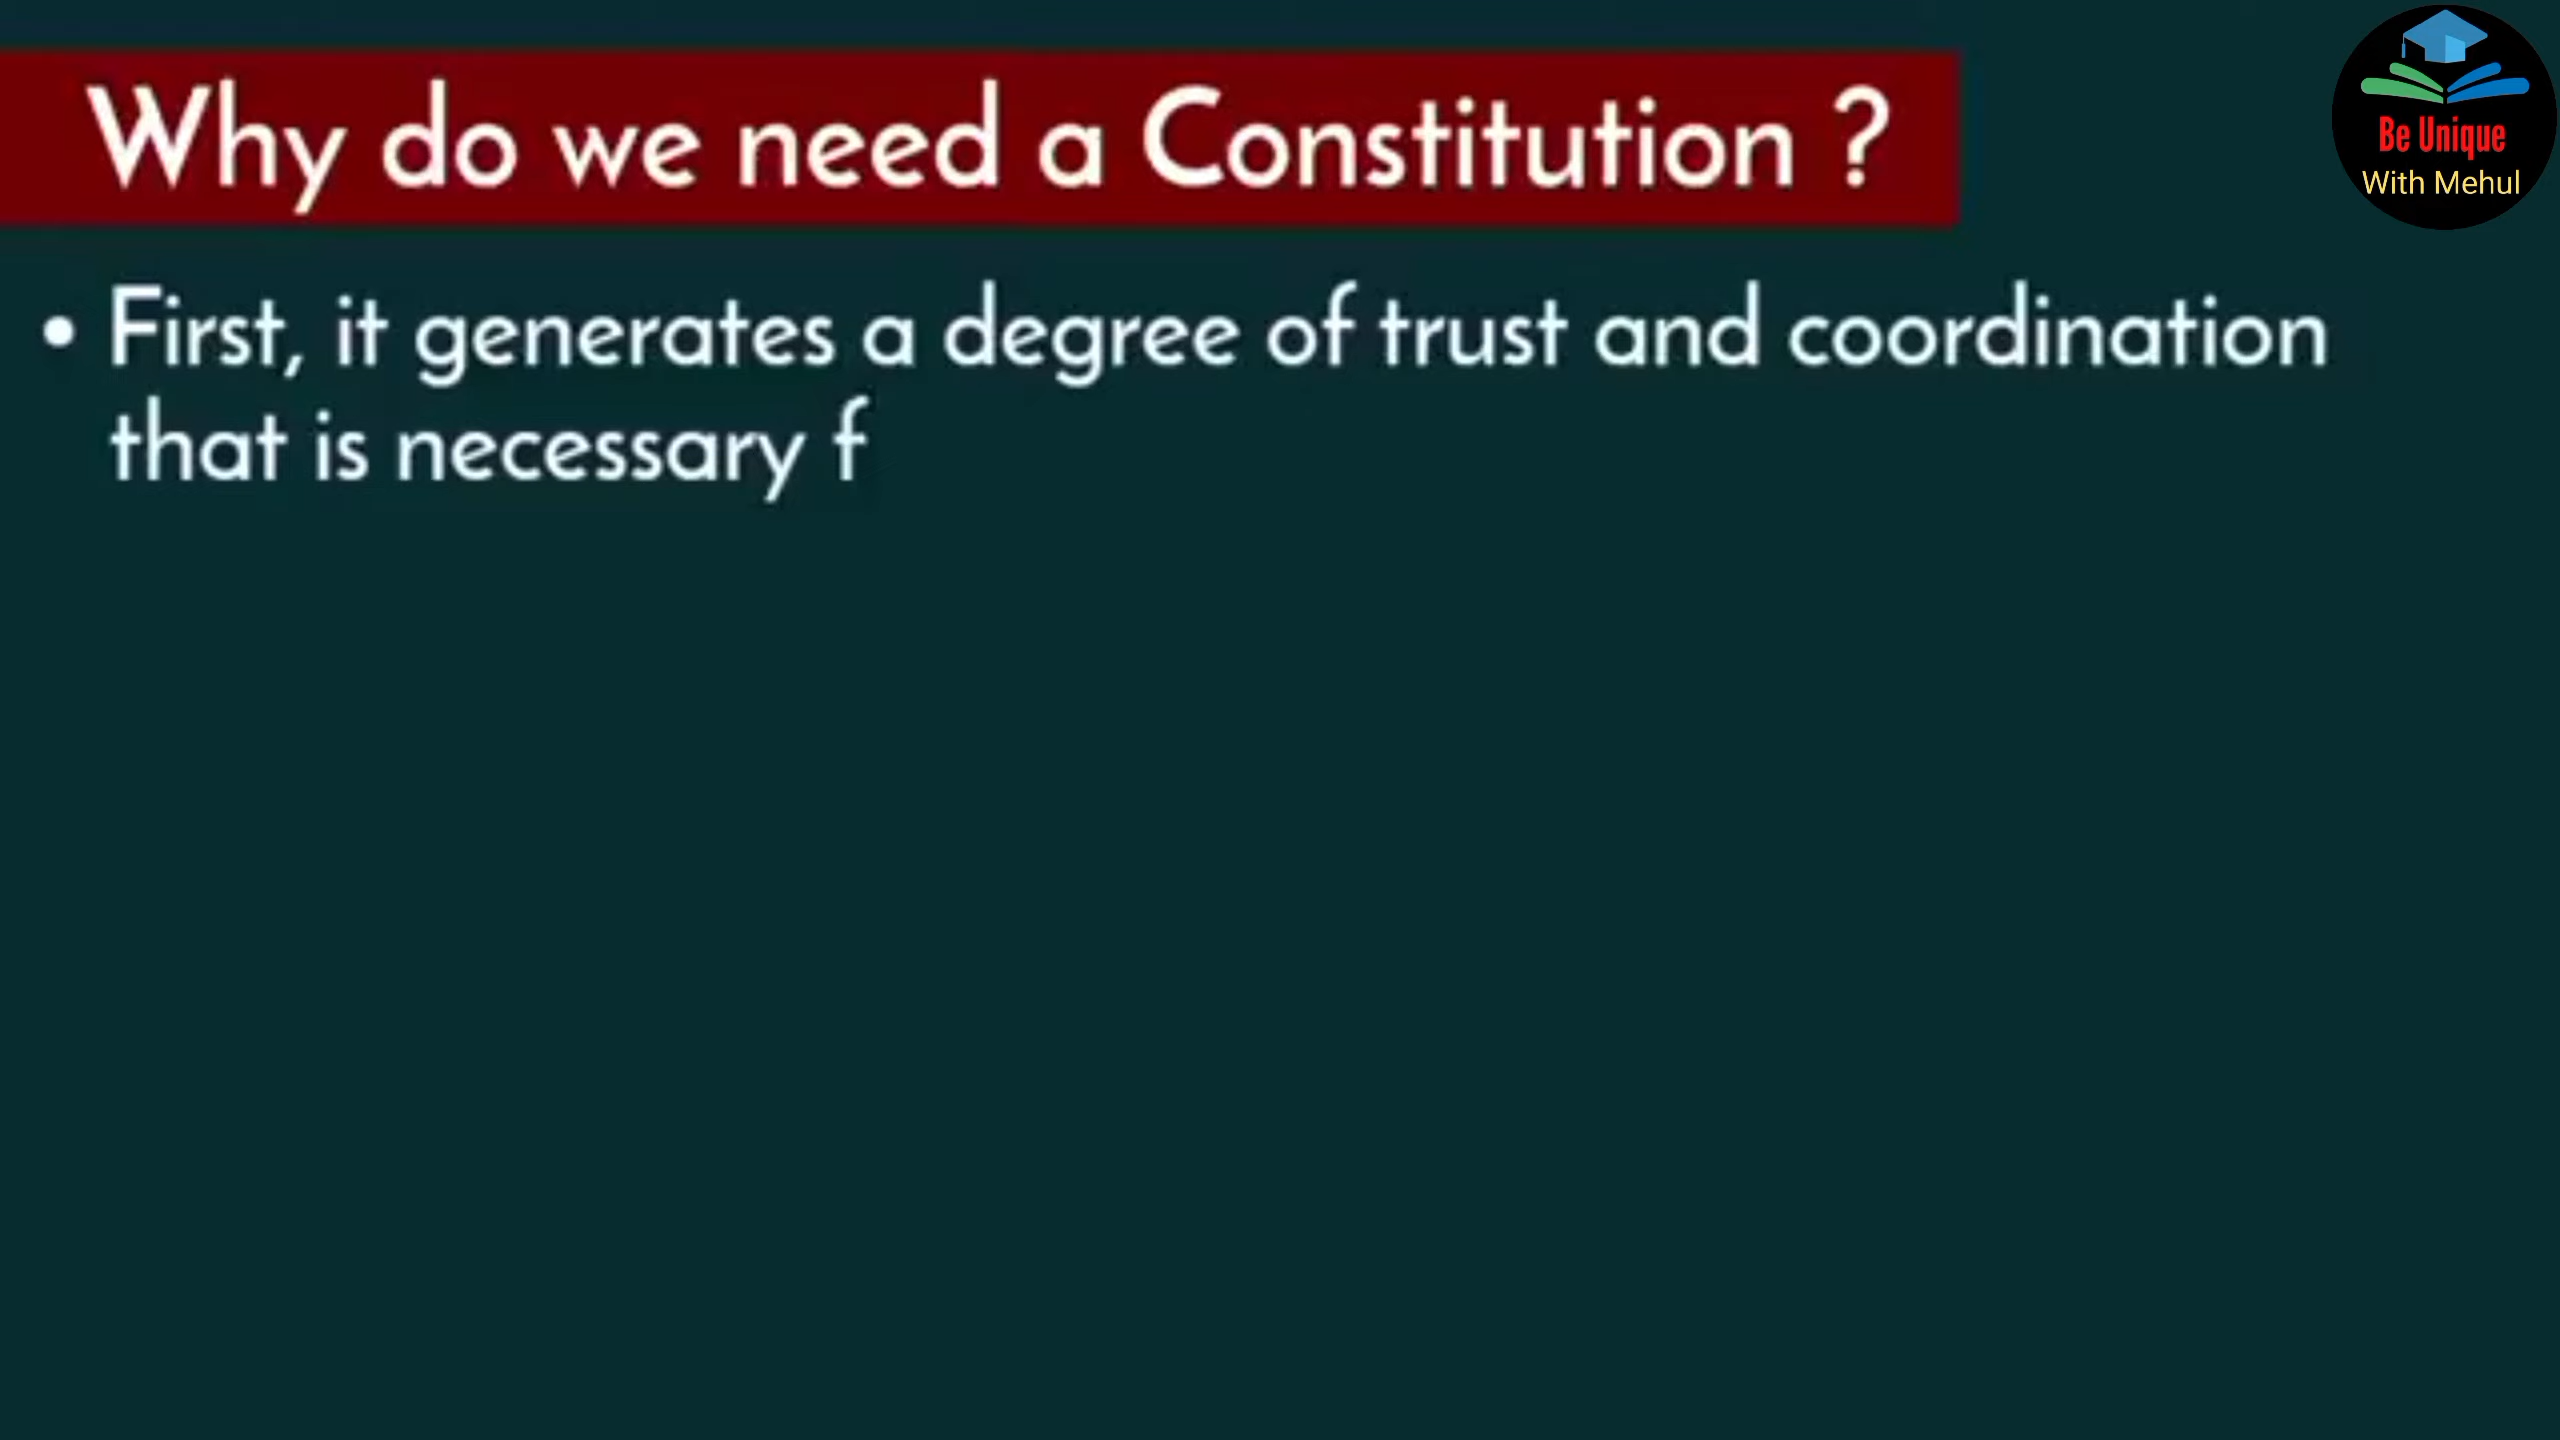 Why do we need a Constitution ?
Be Unique
With Mehul
• First, it generates a degree of trust and coordination
that is necessary f